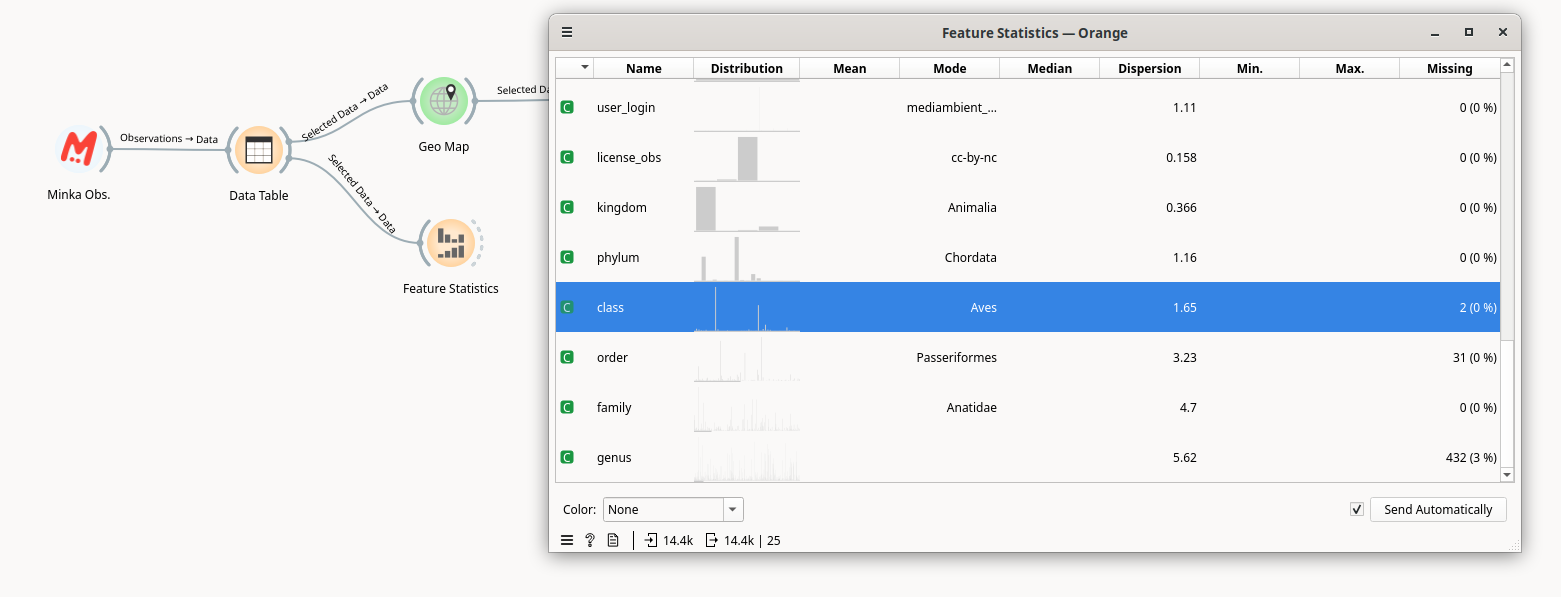 Observations → Data
Minka Obs.
Data Table
Selected Data → Data
Geo Map
Selected Data → Data
Feature Statistics
Selected Da
Feature Statistics — Orange
Name Distribution Mean Mode Median Dispersion Min. Max. Missing
C user_login mediambient_... 1.11 0 (0 %)
C license_obs cc-by-nc 0.158 0 (0 %)
C kingdom Animalia 0.366 0 (0 %)
C phylum Chordata 1.16 0 (0 %)
C class Aves 1.65 2 (0 %)
C order Passeriformes 3.23 31 (0 %)
C family Anatidae 4.7 0 (0 %)
C genus 5.62 432 (3 %)
Color: None Send Automatically
? 14.4k 14.4k | 25